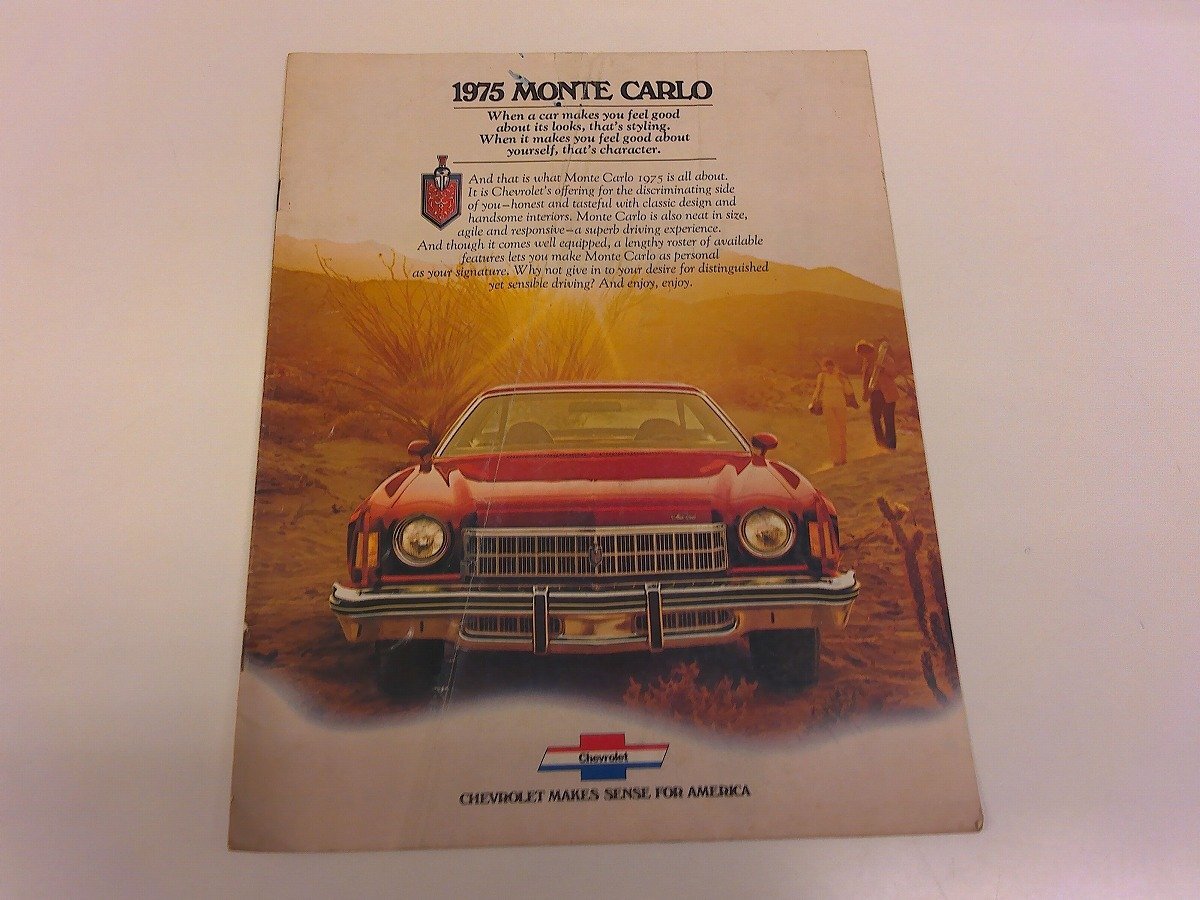 1975 MONTE CARLO
When a car makes you feel good
about its looks, that's styling.
When it makes you feel good about
yourself, that's character.
And that is what Monte Carlo 1975 is all about.
It is Chevrolet's offering for the discriminating side
of you—honest and tasteful with classic design and
handsome interiors. Monte Carlo is also neat in size,
agile and responsive—a superb driving experience.
And though it comes well equipped, a lengthy roster of available
features lets you make Monte Carlo as personal
as your signature. Why not give in to your desire for distinguished
yet sensible driving? And enjoy, enjoy.
Chevrolet
CHEVROLET MAKES SENSE FOR AMERICA